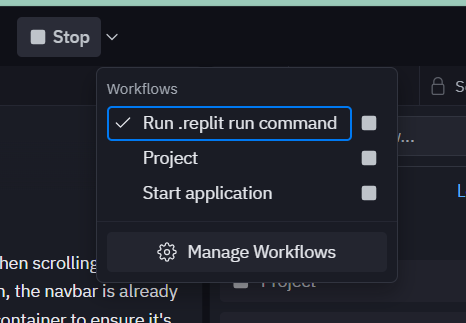 Stop
Workflows
Run .replit run command
Project
Start application
Manage Workflows
hen scrolling
, the navbar is already
container to ensure it's
Project